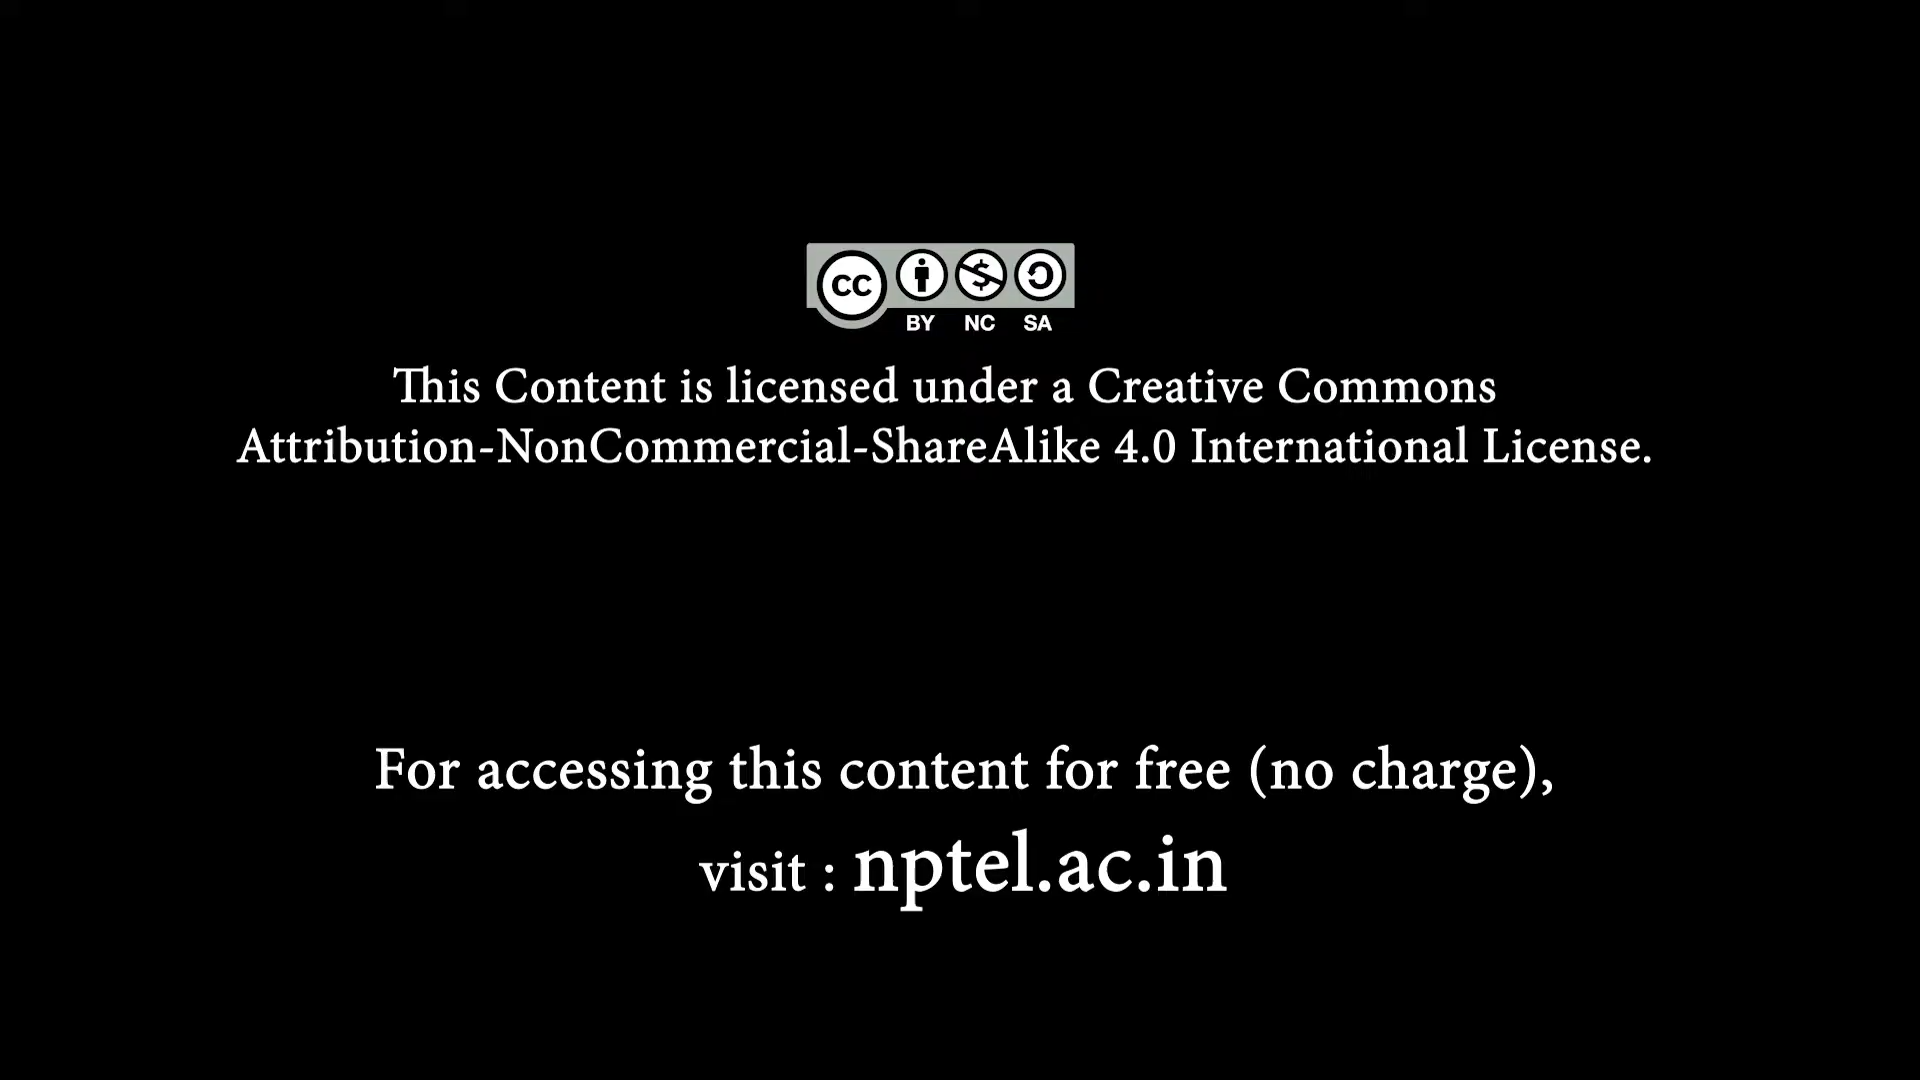 cc
BY NC SA
This Content is licensed under a Creative Commons
Attribution-NonCommercial-ShareAlike 4.0 International License.
For accessing this content for free (no charge),
visit : nptel.ac.in